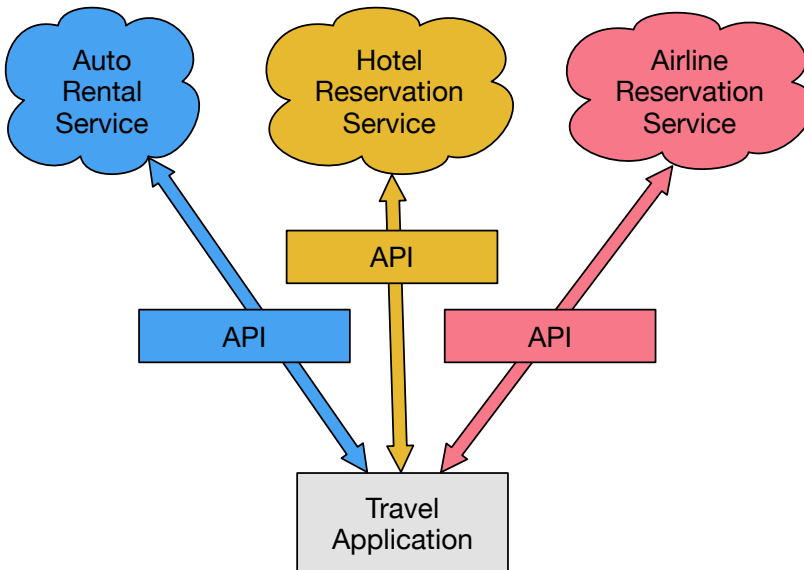 Auto
Rental
Service
Hotel
Reservation
Service
Airline
Reservation
Service
API
API
API
Travel
Application